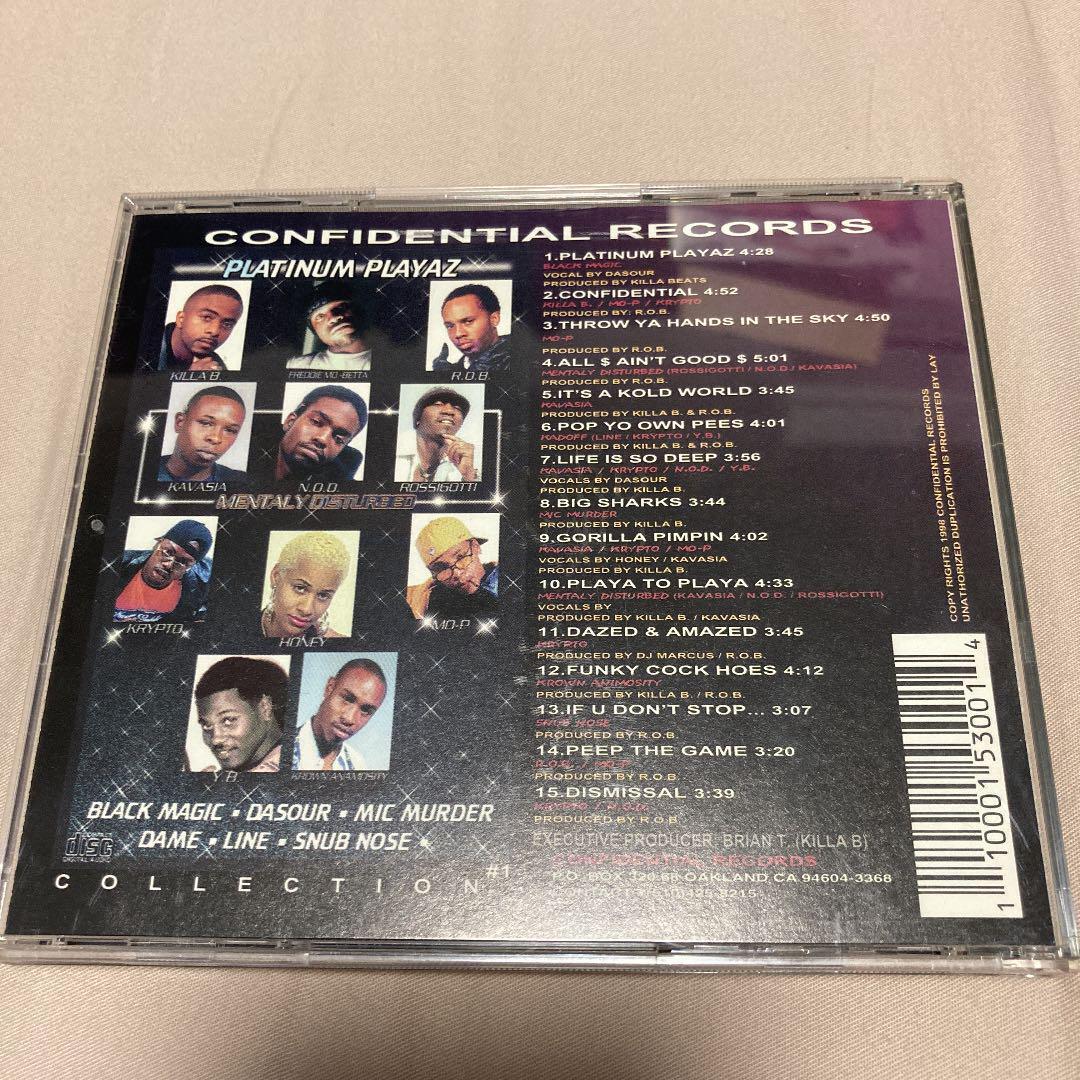 CONFIDENTIAL RECORDS
PLATINUM PLAYAZ
KILLA B.
FREDDIE MO-BETTA
R.O.B.
KAVASIA
N.O.D.
ROSSIGOTTI
MENTALY DISTURBED
KRYPTO
HONEY
MO-P
Y.B.
KROWN ANAMOSITY
BLACK MAGIC • DASOUR • MIC MURDER
DAME • LINE • SNUB NOSE •
COMPACT
disc
DIGITAL AUDIO
COLLECTION #1
1.PLATINUM PLAYAZ 4:28
BLACK MAGIC
VOCAL BY DASOUR
PRODUCED BY KILLA BEATS
2.CONFIDENTIAL 4:52
KILLA B. / MO-P / KRYPTO
PRODUCED BY: R.O.B.
3.THROW YA HANDS IN THE SKY 4:50
MO-P
PRODUCED BY R.O.B.
4.ALL $ AIN'T GOOD $ 5:01
MENTALY DISTURBED (ROSSIGOTTI / N.O.D./ KAVASIA)
PRODUCED BY R.O.B.
5.IT'S A KOLD WORLD 3:45
KAVASIA
PRODUCED BY KILLA B. & R.O.B.
6.POP YO OWN PEES 4:01
KADOFF (LINE / KRYPTO / Y.B.)
PRODUCED BY KILLA B. & R.O.B.
7.LIFE IS SO DEEP 3:56
KAVASIA / KRYPTO / N.O.D. / Y.B.
VOCALS BY DASOUR
PRODUCED BY KILLA B.
8.BIG SHARKS 3:44
MIC MURDER
PRODUCED BY KILLA B.
9.GORILLA PIMPIN 4:02
KAVASIA / KRYPTO / MO-P
VOCALS BY HONEY / KAVASIA
PRODUCED BY KILLA B.
10.PLAYA TO PLAYA 4:33
MENTALY DISTURBED (KAVASIA / N.O.D. / ROSSIGOTTI)
VOCALS BY
PRODUCED BY KILLA B. / KAVASIA
11.DAZED & AMAZED 3:45
KRYPTO
PRODUCED BY DJ MARCUS / R.O.B.
12.FUNKY COCK HOES 4:12
KROWN ANIMOSITY
PRODUCED BY KILLA B. / R.O.B.
13.IF U DON'T STOP... 3:07
SNUB NOSE
PRODUCED BY R.O.B.
14.PEEP THE GAME 3:20
R.O.B. / MO-P
PRODUCED BY R.O.B.
15.DISMISSAL 3:39
KRYPTO / N.O.D.
PRODUCED BY R.O.B.
EXECUTIVE PRODUCER: BRIAN T. (KILLA B)
CONFIDENTIAL RECORDS
P.O. BOX OAKLAND, CA 94604-3368
CONTACT
COPY RIGHTS 1998 CONFIDENTIAL RECORDS
UNATHORIZED DUPLICATION IS PROHIBITED BY LAY
1 10001 53001 4